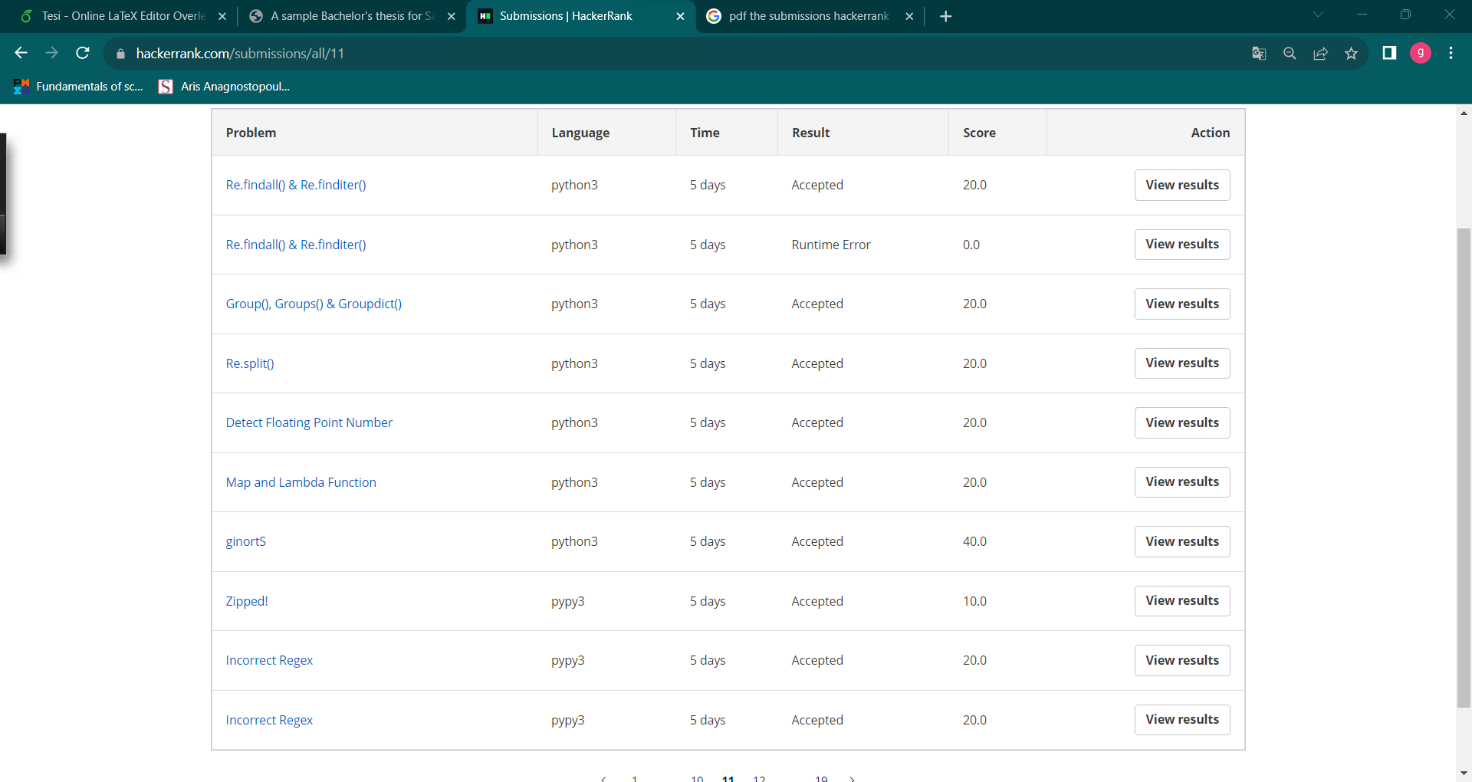 Tesi - Online LaTeX Editor Overle
A sample Bachelor's thesis for Sa
Submissions | HackerRank
pdf the submissions hackerrank
hackerrank.com/submissions/all/11
g
Fundamentals of sc...
Aris Anagnostopoul...
Problem Language Time Result Score Action
Re.findall() & Re.finditer() python3 5 days Accepted 20.0 View results
Re.findall() & Re.finditer() python3 5 days Runtime Error 0.0 View results
Group(), Groups() & Groupdict() python3 5 days Accepted 20.0 View results
Re.split() python3 5 days Accepted 20.0 View results
Detect Floating Point Number python3 5 days Accepted 20.0 View results
Map and Lambda Function python3 5 days Accepted 20.0 View results
ginortS python3 5 days Accepted 40.0 View results
Zipped! pypy3 5 days Accepted 10.0 View results
Incorrect Regex pypy3 5 days Accepted 20.0 View results
Incorrect Regex pypy3 5 days Accepted 20.0 View results
1 10 11 12 19